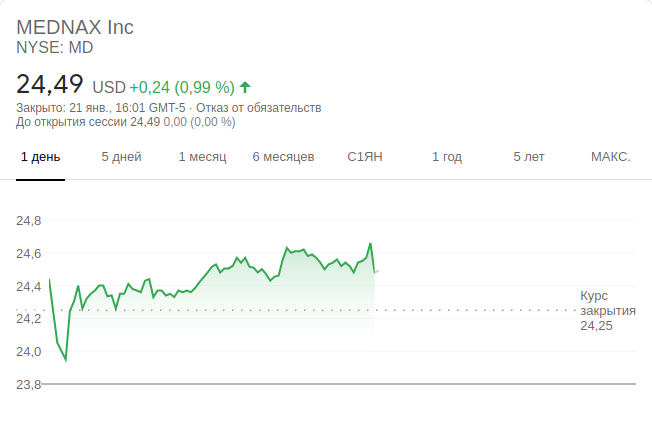 MEDNAX Inc
NYSE: MD
24,49 USD +0,24 (0,99 %)
Закрыто: 21 янв., 16:01 GMT-5 · Отказ от обязательств
До открытия сессии 24,49 0,00 (0,00 %)
1 день 5 дней 1 месяц 6 месяцев С1ЯН 1 год 5 лет МАКС.
24,8
24,6
24,4
24,2
24,0
23,8
Курс
закрытия
24,25